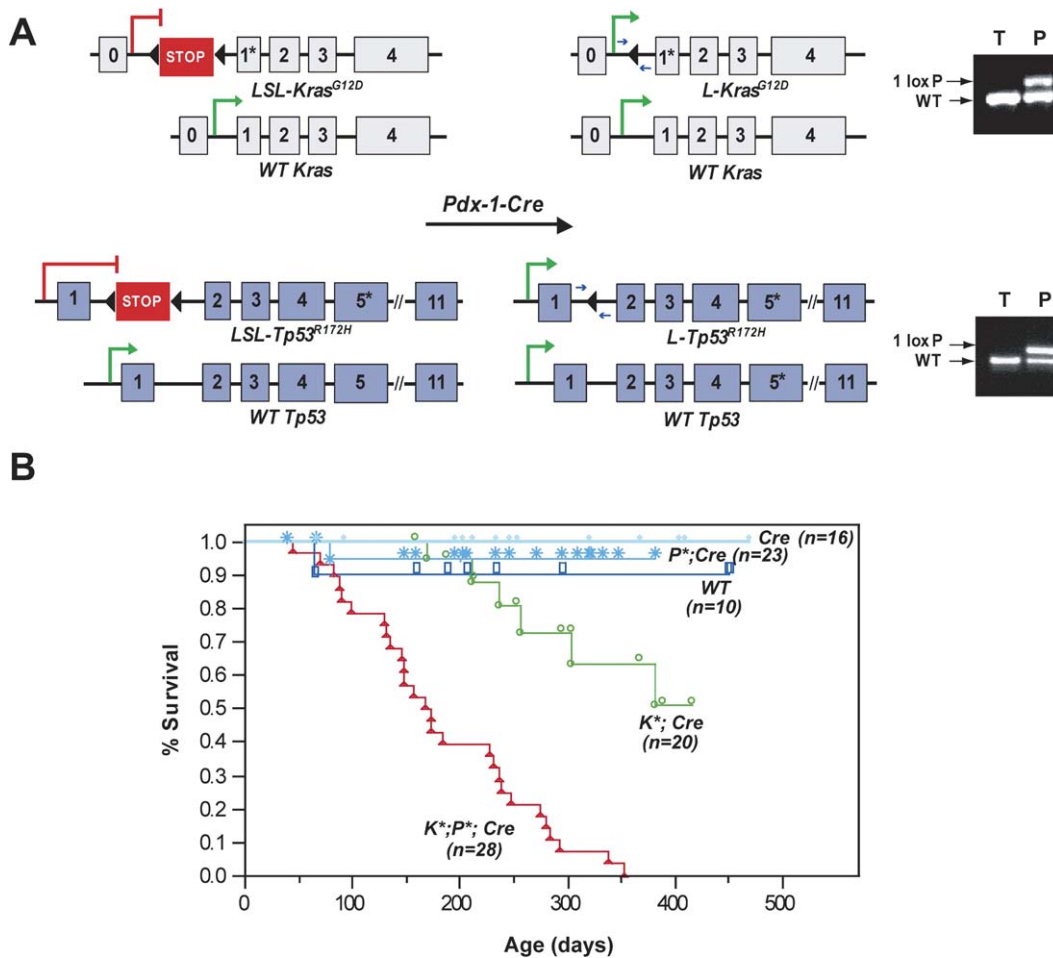 A
0 STOP 1* 2 3 4
LSL-Kras^G12D
0 1 2 3 4
WT Kras
0 1* 2 3 4
L-Kras^G12D
0 1 2 3 4
WT Kras
T P
1 lox P
WT
Pdx-1-Cre
1 STOP 2 3 4 5* // 11
LSL-Tp53^R172H
1 2 3 4 5 // 11
WT Tp53
1 2 3 4 5* // 11
L-Tp53^R172H
1 2 3 4 5* // 11
WT Tp53
T P
1 lox P
WT
B
% Survival
1.0
0.9
0.8
0.7
0.6
0.5
0.4
0.3
0.2
0.1
0.0
Cre (n=16)
P*;Cre (n=23)
WT
(n=10)
K*; Cre
(n=20)
K*;P*; Cre
(n=28)
0 100 200 300 400 500
Age (days)